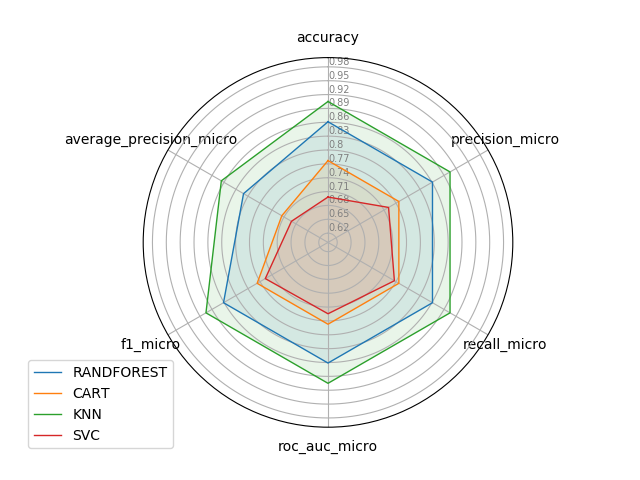 accuracy
0.98
0.95
0.92
0.89
0.86
0.83
0.8
0.77
0.74
0.71
0.68
0.65
0.62
average_precision_micro
precision_micro
f1_micro
recall_micro
roc_auc_micro
RANDFOREST
CART
KNN
SVC